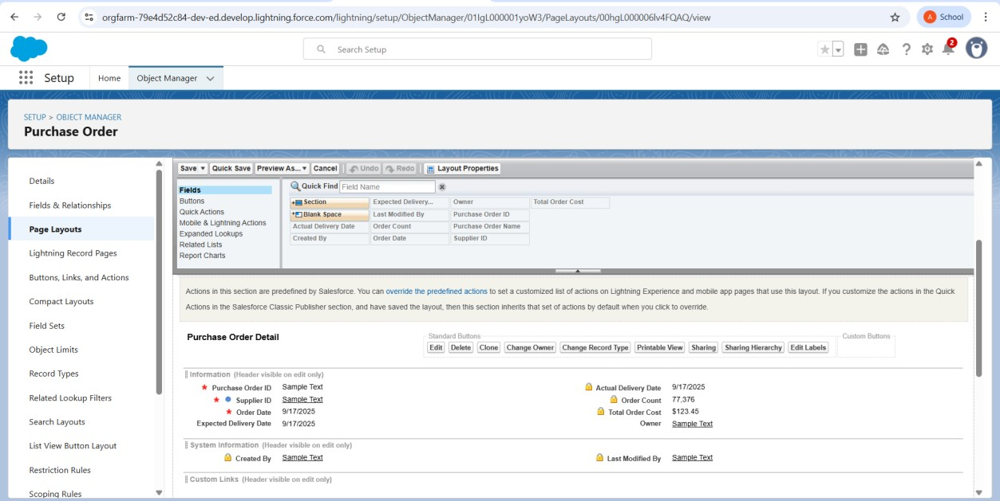 orgfarm-79e4d52c84-dev-ed.develop.lightning.force.com/lightning/setup/ObjectManager/01IgL000001yoW3/PageLayouts/00hgL000006lv4FQAQ/view
A School
Search Setup
2
Setup Home Object Manager
SETUP > OBJECT MANAGER
Purchase Order
Details
Fields & Relationships
Page Layouts
Lightning Record Pages
Buttons, Links, and Actions
Compact Layouts
Field Sets
Object Limits
Record Types
Related Lookup Filters
Search Layouts
List View Button Layout
Restriction Rules
Scoping Rules
Save Quick Save Preview As... Cancel Undo Redo Layout Properties
Fields
Buttons
Quick Actions
Mobile & Lightning Actions
Expanded Lookups
Related Lists
Report Charts
Quick Find Field Name
Section Expected Delivery... Owner Total Order Cost
Blank Space Last Modified By Purchase Order ID
Actual Delivery Date Order Count Purchase Order Name
Created By Order Date Supplier ID
Actions in this section are predefined by Salesforce. You can override the predefined actions to set a customized list of actions on Lightning Experience and mobile app pages that use this layout. If you customize the actions in the Quick
Actions in the Salesforce Classic Publisher section, and have saved the layout, then this section inherits that set of actions by default when you click to override.
Purchase Order Detail
Standard Buttons
Edit Delete Clone Change Owner Change Record Type Printable View Sharing Sharing Hierarchy Edit Labels
Custom Buttons
Information (Header visible on edit only)
* Purchase Order ID Sample Text Actual Delivery Date 9/17/2025
* Supplier ID Sample Text Order Count 77,376
* Order Date 9/17/2025 Total Order Cost $123.45
Expected Delivery Date 9/17/2025 Owner Sample Text
System Information (Header visible on edit only)
Created By Sample Text Last Modified By Sample Text
Custom Links (Header visible on edit only)